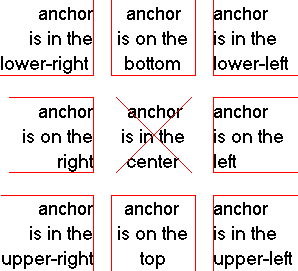 anchor
is in the
lower-right
anchor
is on the
bottom
anchor
is in the
lower-left
anchor
is on the
right
anchor
is in the
center
anchor
is on the
left
anchor
is in the
upper-right
anchor
is on the
top
anchor
is in the
upper-left